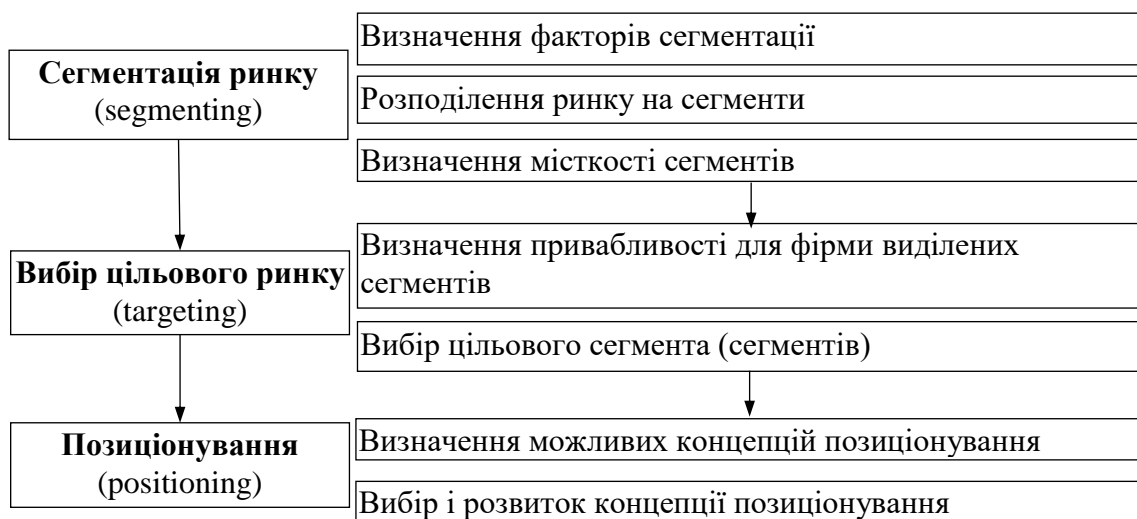 Сегментація ринку
(segmenting)
Визначення факторів сегментації
Розподілення ринку на сегменти
Визначення місткості сегментів
Вибір цільового ринку
(targeting)
Визначення привабливості для фірми виділених
сегментів
Вибір цільового сегмента (сегментів)
Позиціонування
(positioning)
Визначення можливих концепцій позиціонування
Вибір і розвиток концепції позиціонування